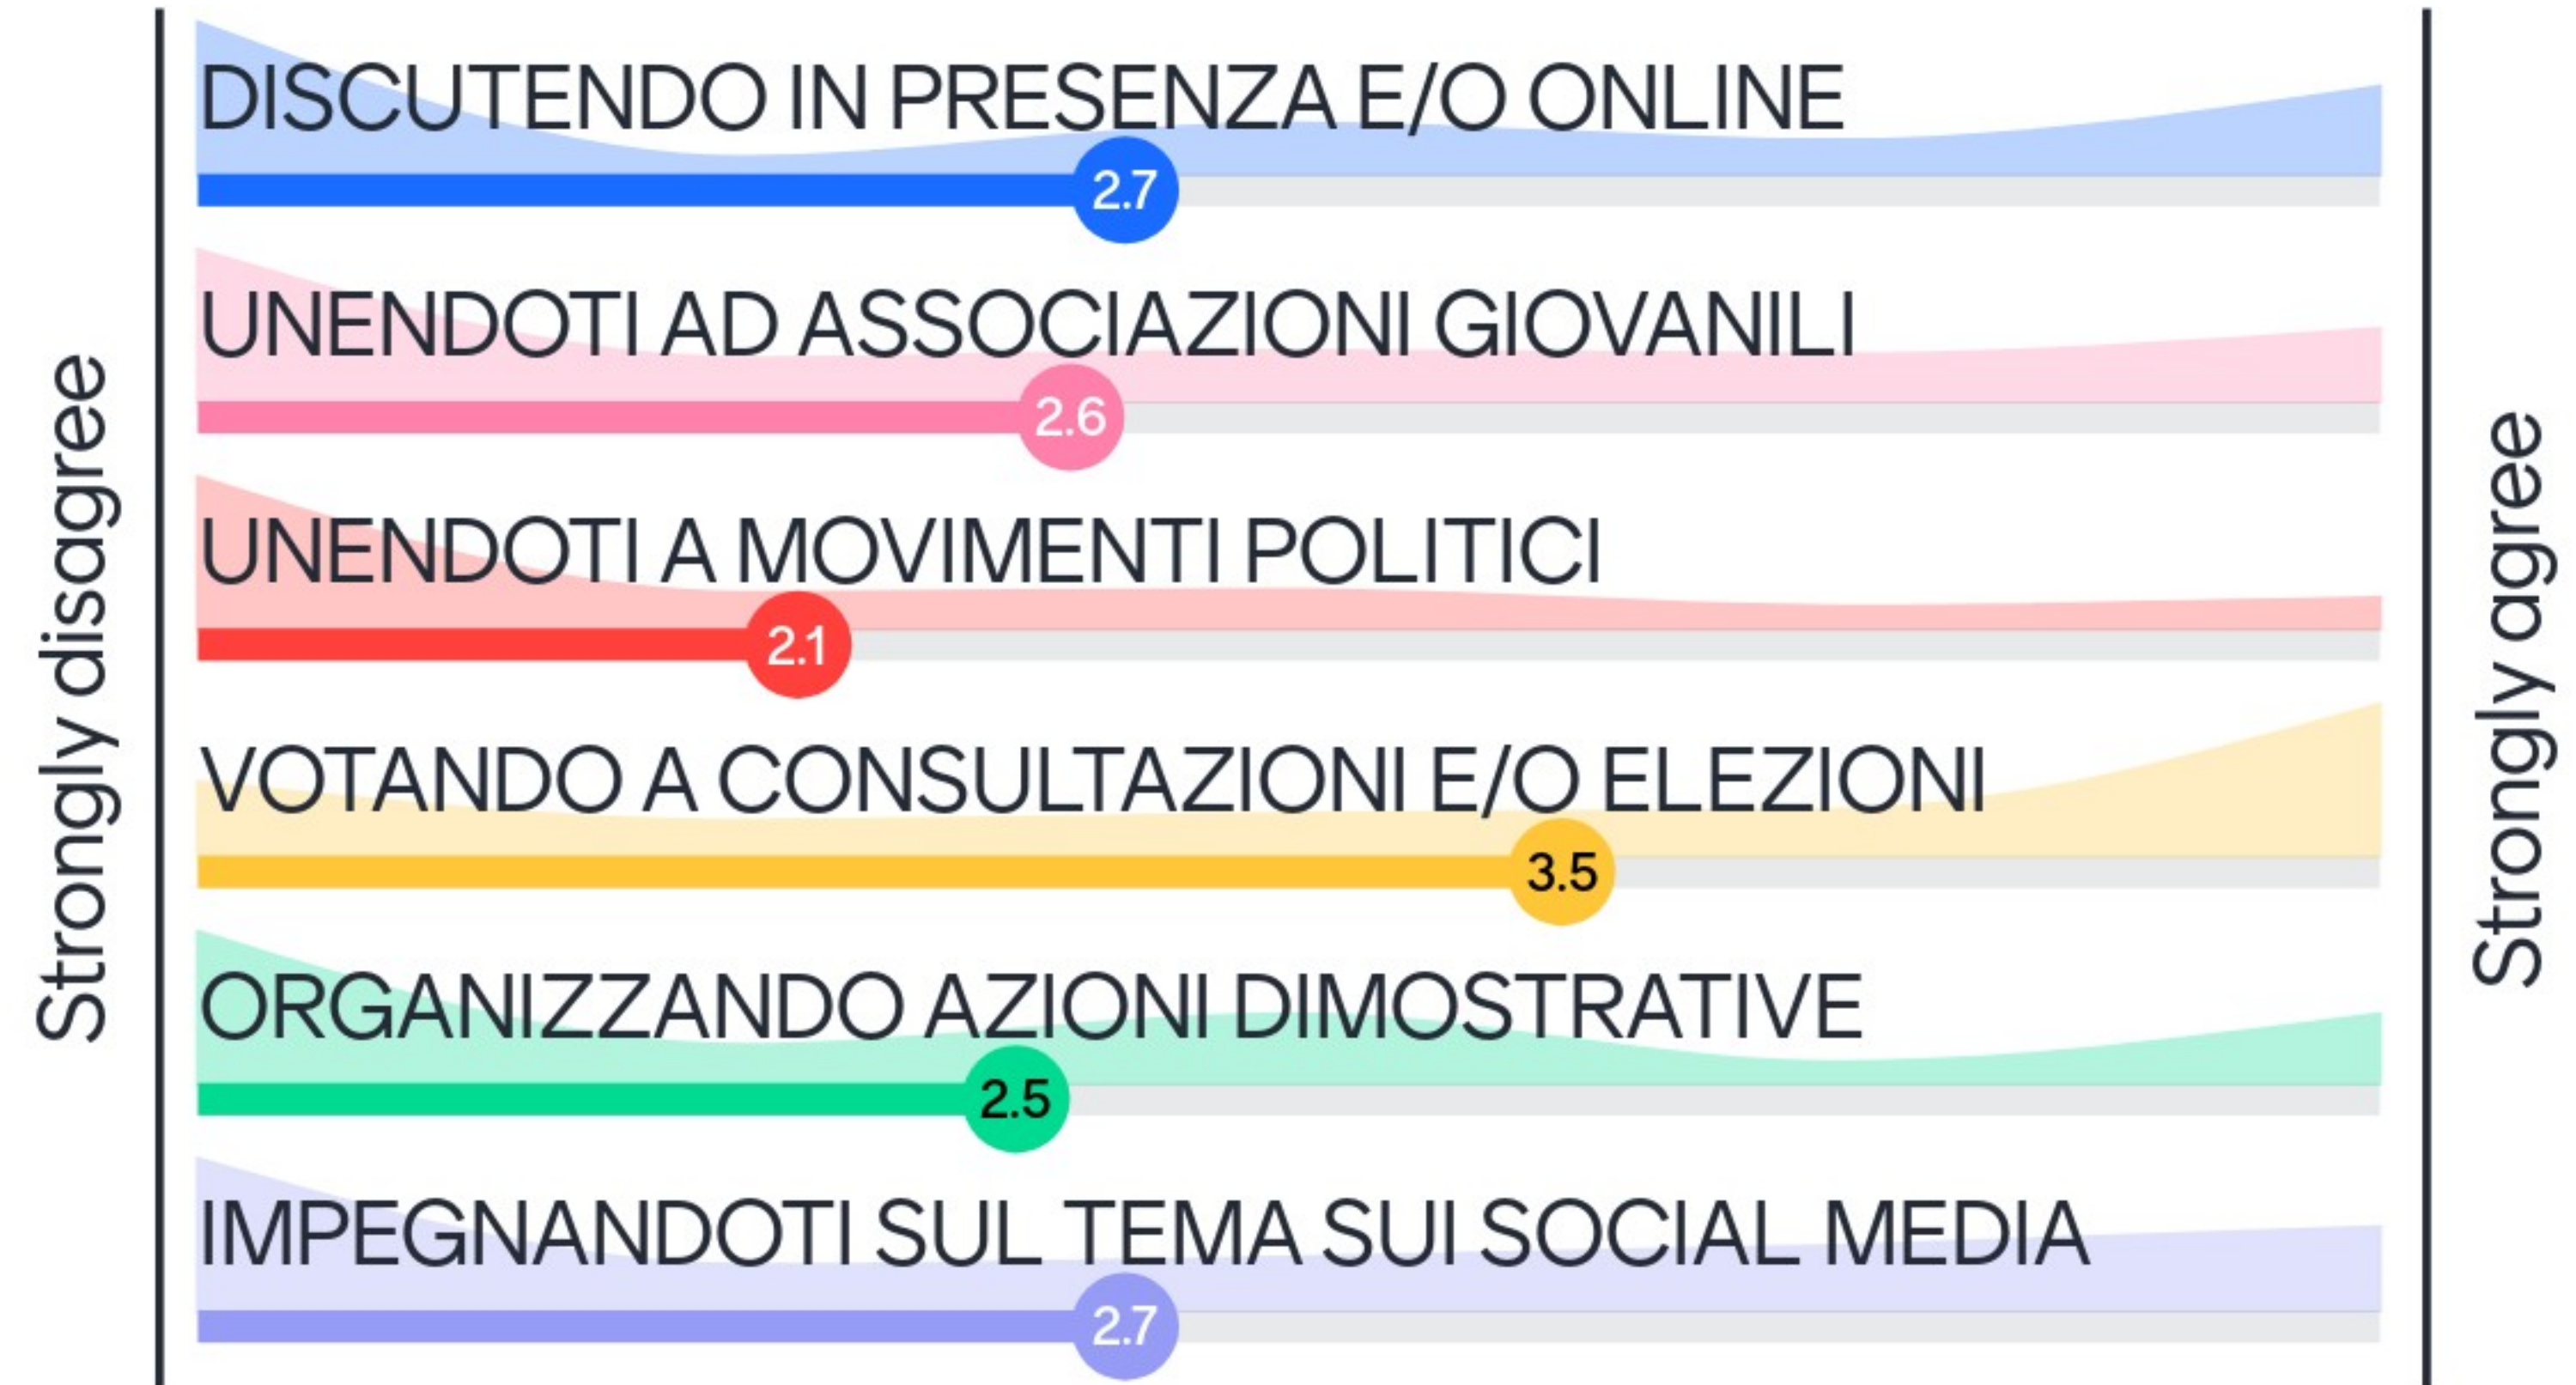 Strongly disagree
DISCUTENDO IN PRESENZA E/O ONLINE
2.7
UNENDOTI AD ASSOCIAZIONI GIOVANILI
2.6
UNENDOTI A MOVIMENTI POLITICI
2.1
VOTANDO A CONSULTAZIONI E/O ELEZIONI
3.5
ORGANIZZANDO AZIONI DIMOSTRATIVE
2.5
IMPEGNANDOTI SUL TEMA SUI SOCIAL MEDIA
2.7
Strongly agree